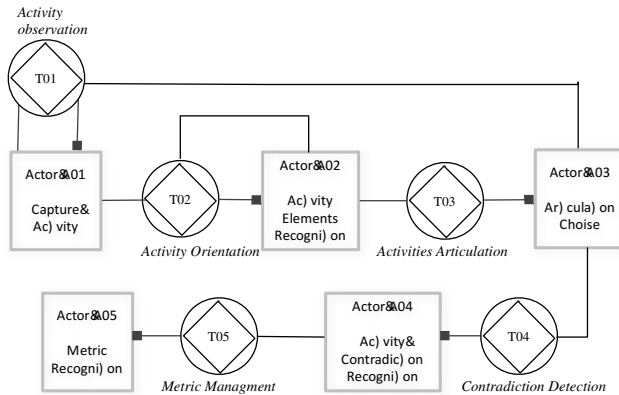 Activity
observation
T01
Actor&A01
Capture&
Ac) vity
T02
Activity Orientation
Actor&A02
Ac) vity
Elements
Recogni) on
T03
Activities Articulation
Actor&A03
Ar) cula) on
Choise
Actor&A05
Metric
Recogni) on
T05
Metric Managment
Actor&A04
Ac) vity&
Contradic) on
Recogni) on
T04
Contradiction Detection